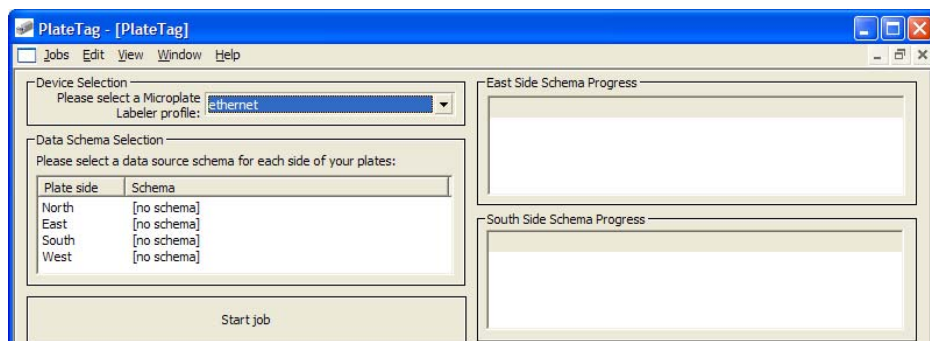 PlateTag - [PlateTag]
Jobs Edit View Window Help
Device Selection
Please select a Microplate
Labeler profile:
ethernet
Data Schema Selection
Please select a data source schema for each side of your plates:
Plate side Schema
North [no schema]
East [no schema]
South [no schema]
West [no schema]
Start job
East Side Schema Progress
South Side Schema Progress